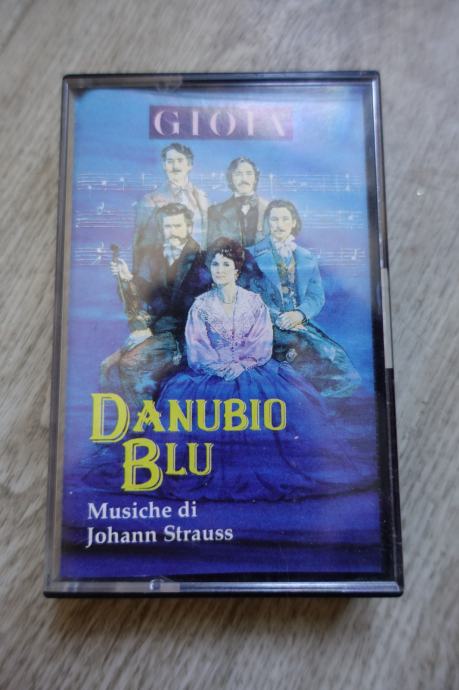 GIOIA
DANUBIO
BLU
Musiche di
Johann Strauss